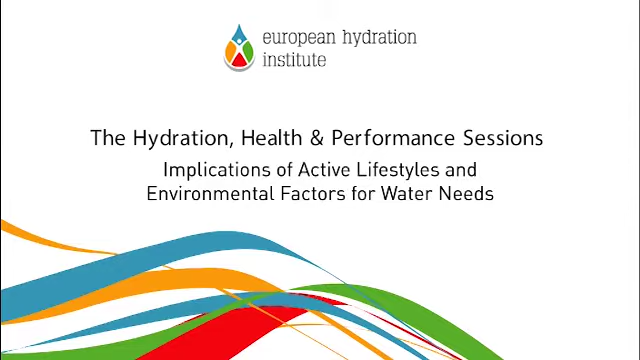 european hydration
institute
The Hydration, Health & Performance Sessions
Implications of Active Lifestyles and
Environmental Factors for Water Needs